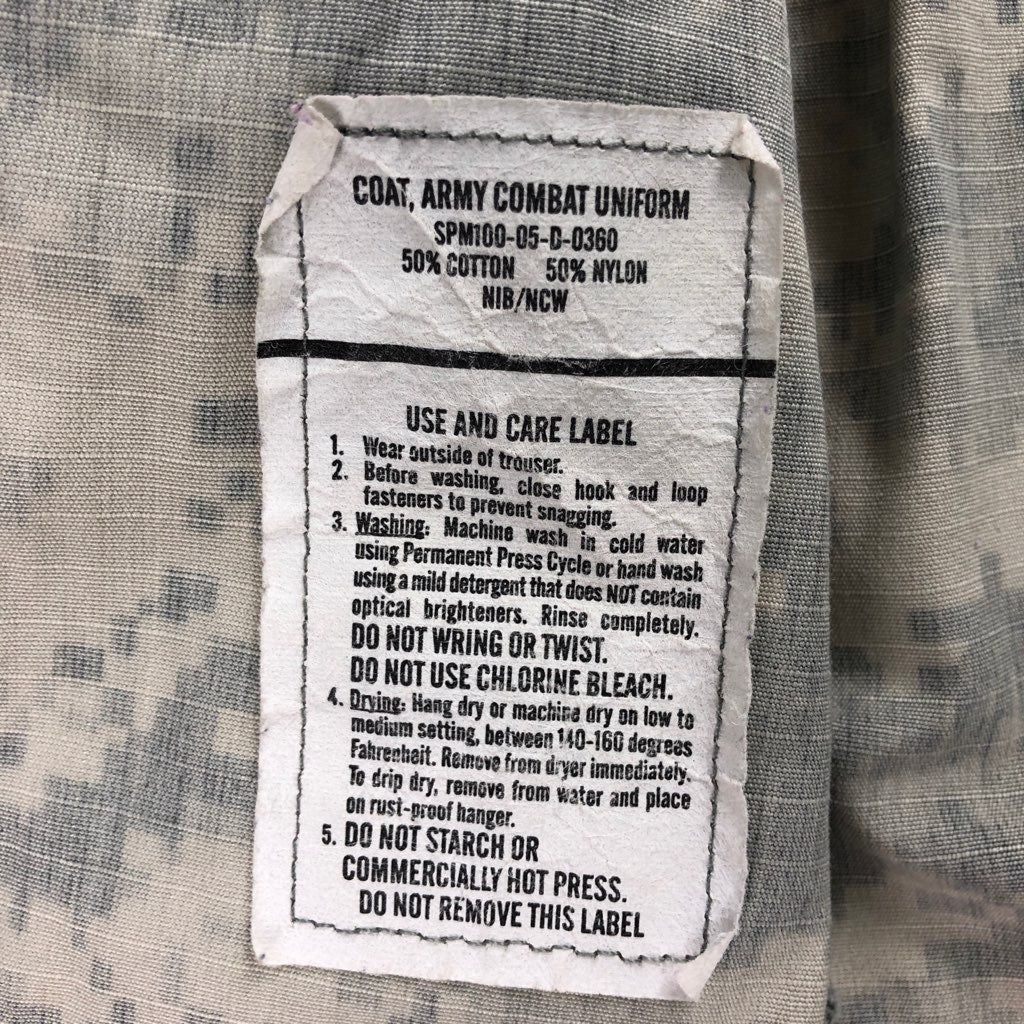 COAT, ARMY COMBAT UNIFORM
SPM100-05-D-0360
50% COTTON 50% NYLON
NIB/NCW
USE AND CARE LABEL
1. Wear outside of trouser.
2. Before washing, close hook and loop
fasteners to prevent snagging.
3. Washing: Machine wash in cold water
using Permanent Press Cycle or hand wash
using a mild detergent that does NOT contain
optical brighteners. Rinse completely.
DO NOT WRING OR TWIST.
DO NOT USE CHLORINE BLEACH.
4. Drying: Hang dry or machine dry on low to
medium setting, between 140-160 degrees
Fahrenheit. Remove from dryer immediately.
To drip dry, remove from water and place
on rust-proof hanger.
5. DO NOT STARCH OR
COMMERCIALLY HOT PRESS.
DO NOT REMOVE THIS LABEL